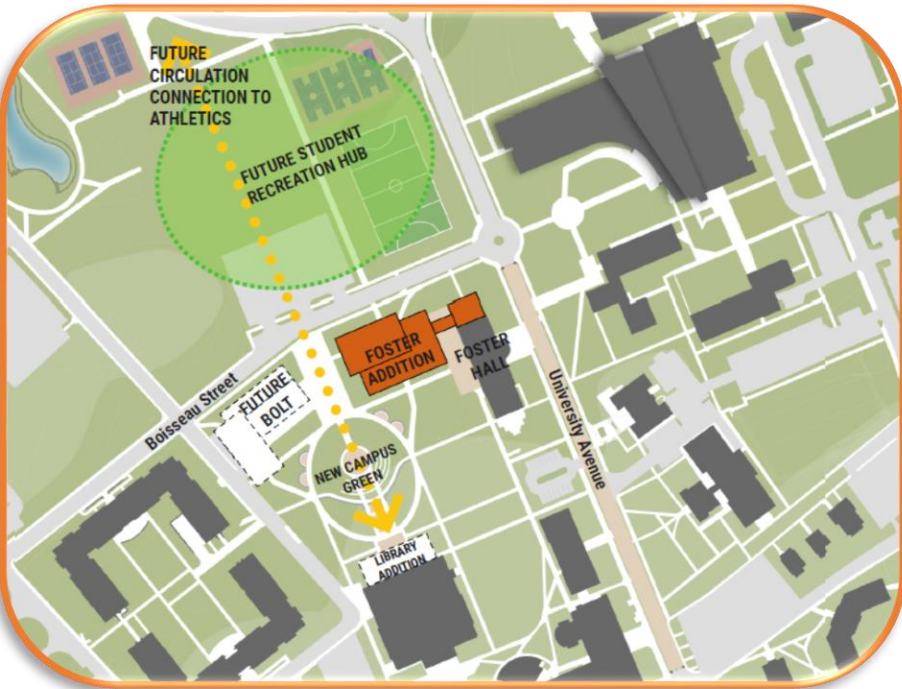 FUTURE
CIRCULATION
CONNECTION TO
ATHLETICS
FUTURE STUDENT
RECREATION HUB
FOSTER
ADDITION
FOSTER
HALL
Boisseau Street
FUTURE
BOLT
University Avenue
NEW CAMPUS
GREEN
LIBRARY
ADDITION